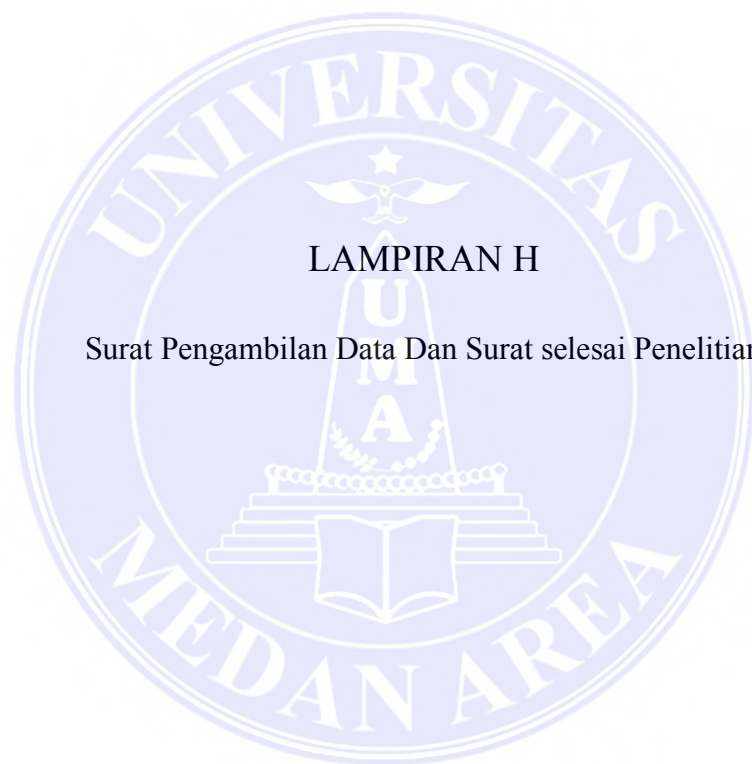 UNIVERSITAS
LAMPIRAN H
U
Surat Pengambilan Data Dan Surat selesai Penelitian
M
A
MEDAN AREA